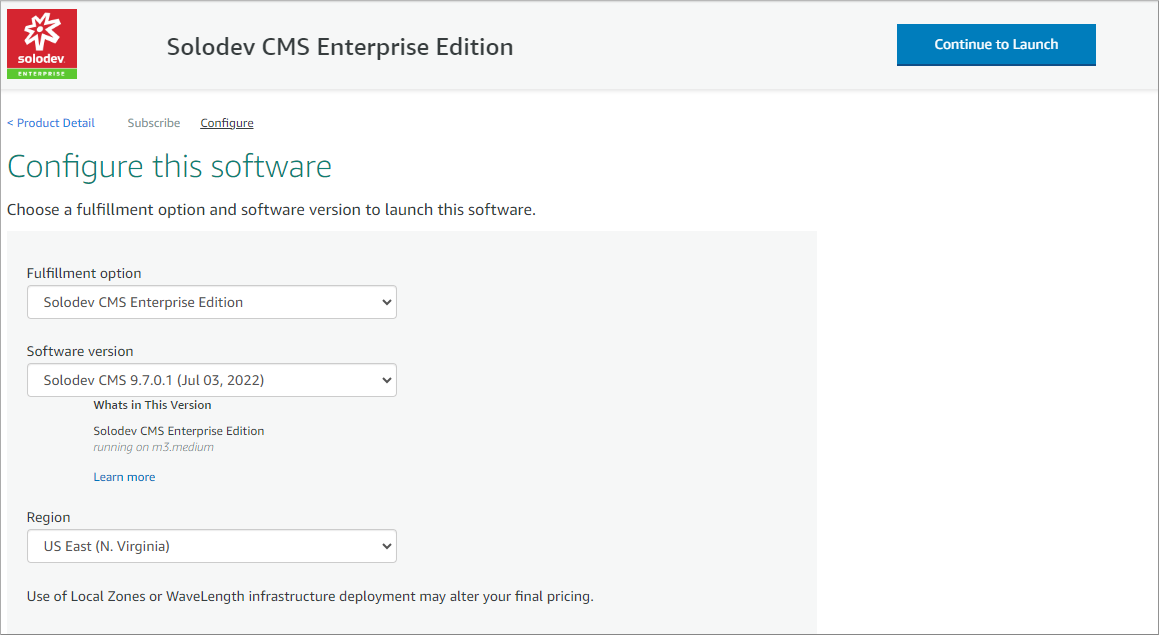 solodev
ENTERPRISE
Solodev CMS Enterprise Edition
Continue to Launch
< Product Detail
Subscribe
Configure
Configure this software
Choose a fulfillment option and software version to launch this software.
Fulfillment option
Solodev CMS Enterprise Edition
Software version
Solodev CMS 9.7.0.1 (Jul 03, 2022)
Whats in This Version
Solodev CMS Enterprise Edition
running on m3.medium
Learn more
Region
US East (N. Virginia)
Use of Local Zones or WaveLength infrastructure deployment may alter your final pricing.